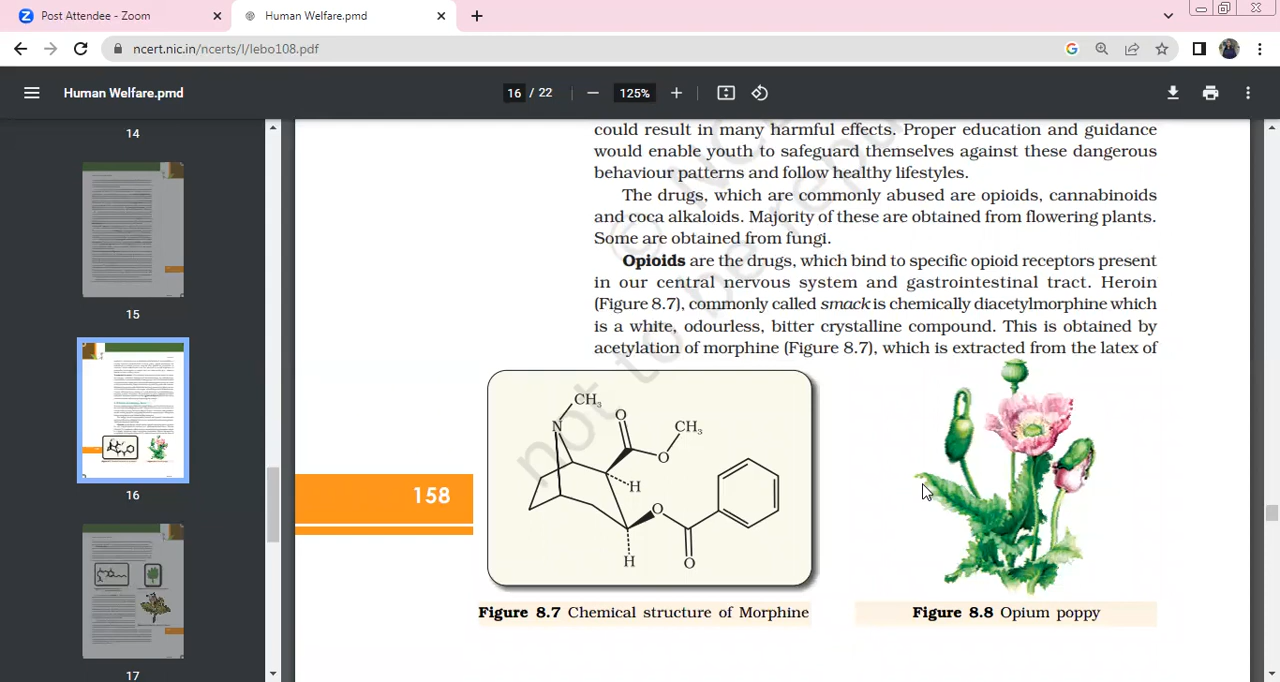 Post Attendee - Zoom
Human Welfare.pmd
ncert.nic.in/ncerts/l/lebo108.pdf
Human Welfare.pmd
16 / 22
125%
14
15
16
17
could result in many harmful effects. Proper education and guidance
would enable youth to safeguard themselves against these dangerous
behaviour patterns and follow healthy lifestyles.
The drugs, which are commonly abused are opioids, cannabinoids
and coca alkaloids. Majority of these are obtained from flowering plants.
Some are obtained from fungi.
Opioids are the drugs, which bind to specific opioid receptors present
in our central nervous system and gastrointestinal tract. Heroin
(Figure 8.7), commonly called smack is chemically diacetylmorphine which
is a white, odourless, bitter crystalline compound. This is obtained by
acetylation of morphine (Figure 8.7), which is extracted from the latex of
158
CH3
N
O
CH3
O
H
O
H
O
Figure 8.7 Chemical structure of Morphine
Figure 8.8 Opium poppy
not to be repu